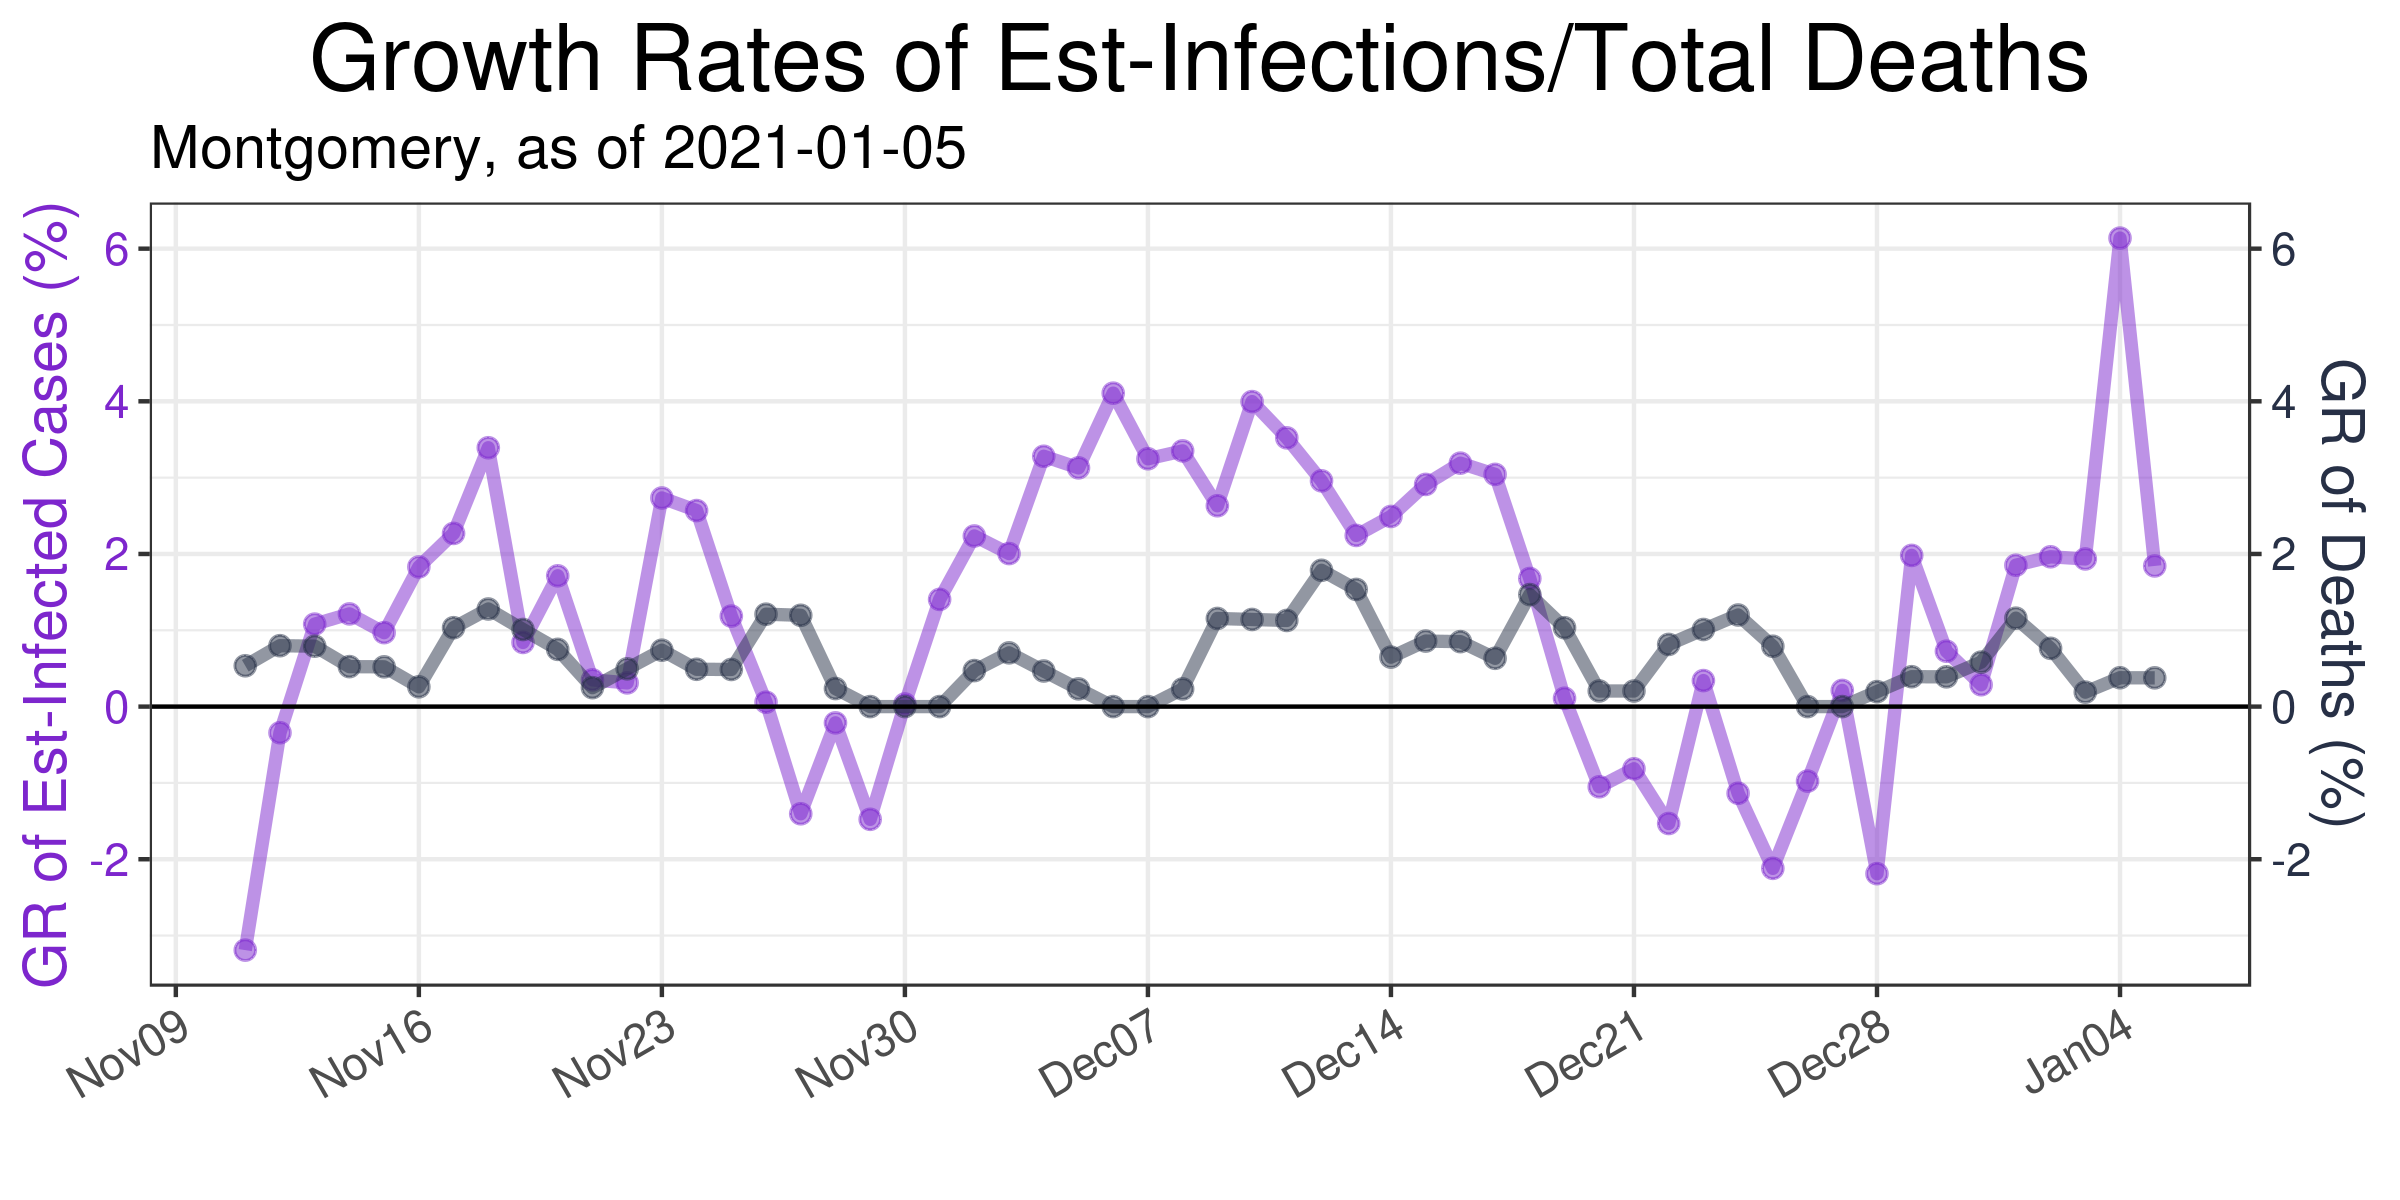 Growth Rates of Est-Infections/Total Deaths
Montgomery, as of 2021-01-05
GR of Est-Infected Cases (%)
6
4
2
0
-2
6
4
2
0
-2
GR of Deaths (%)
Nov09
Nov16
Nov23
Nov30
Dec07
Dec14
Dec21
Dec28
Jan04